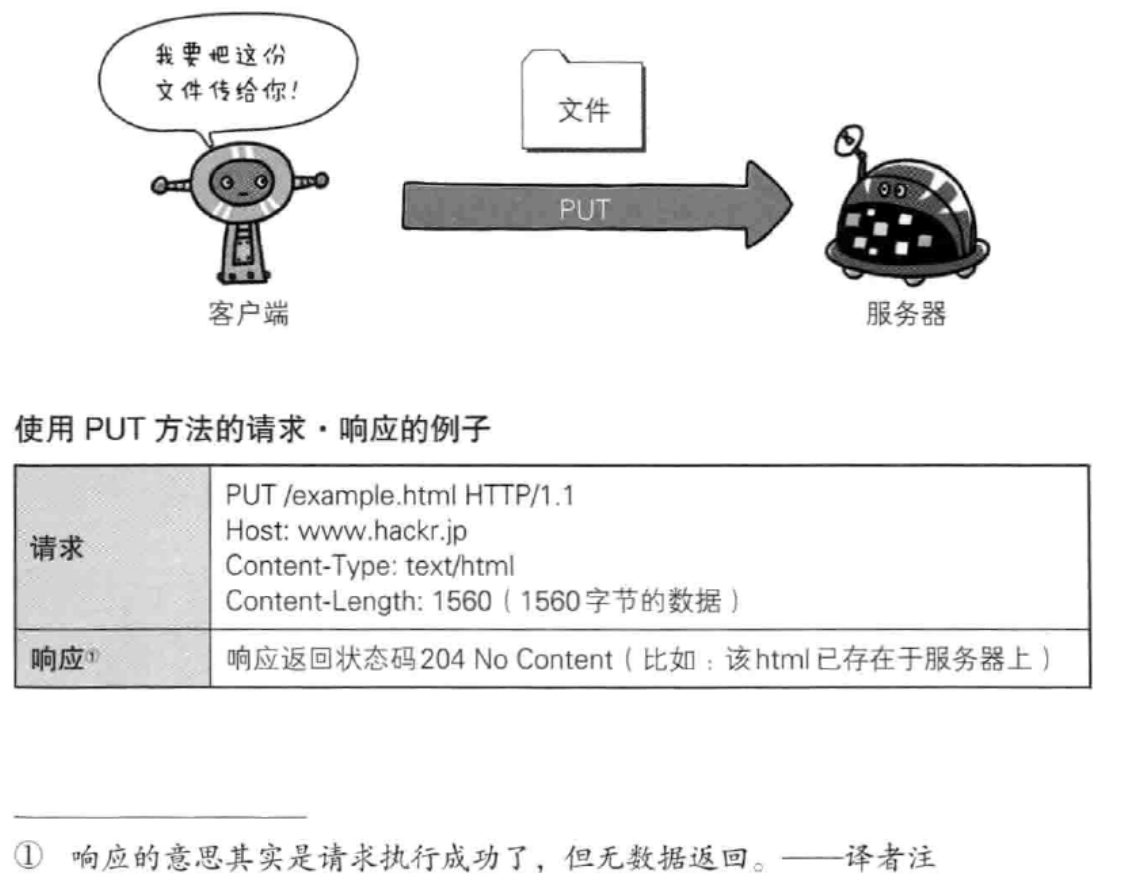 我要把这份
文件传给你!
文件
PUT
客户端
服务器
使用 PUT 方法的请求·响应的例子
请求
PUT /example.html HTTP/1.1
Host: www.hackr.jp
Content-Type: text/html
Content-Length: 1560（1560字节的数据）
响应①
响应返回状态码204 No Content（比如：该html已存在于服务器上）
① 响应的意思其实是请求执行成功了，但无数据返回。——译者注